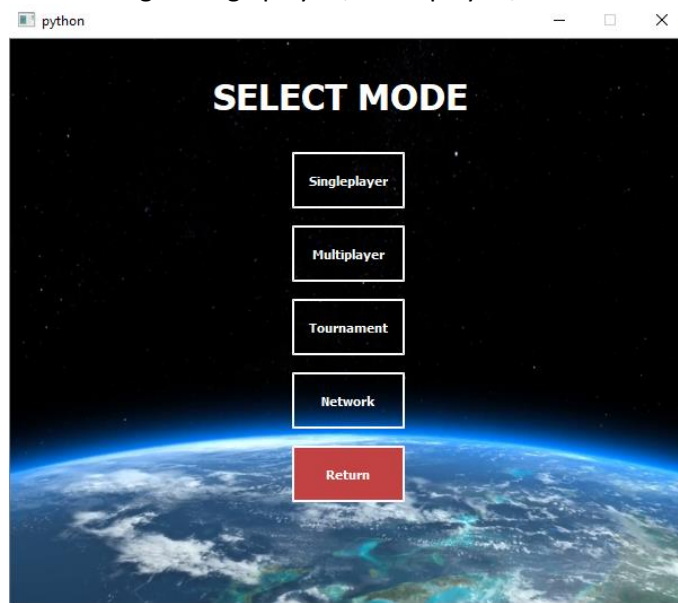 python
SELECT MODE
Singleplayer
Multiplayer
Tournament
Network
Return